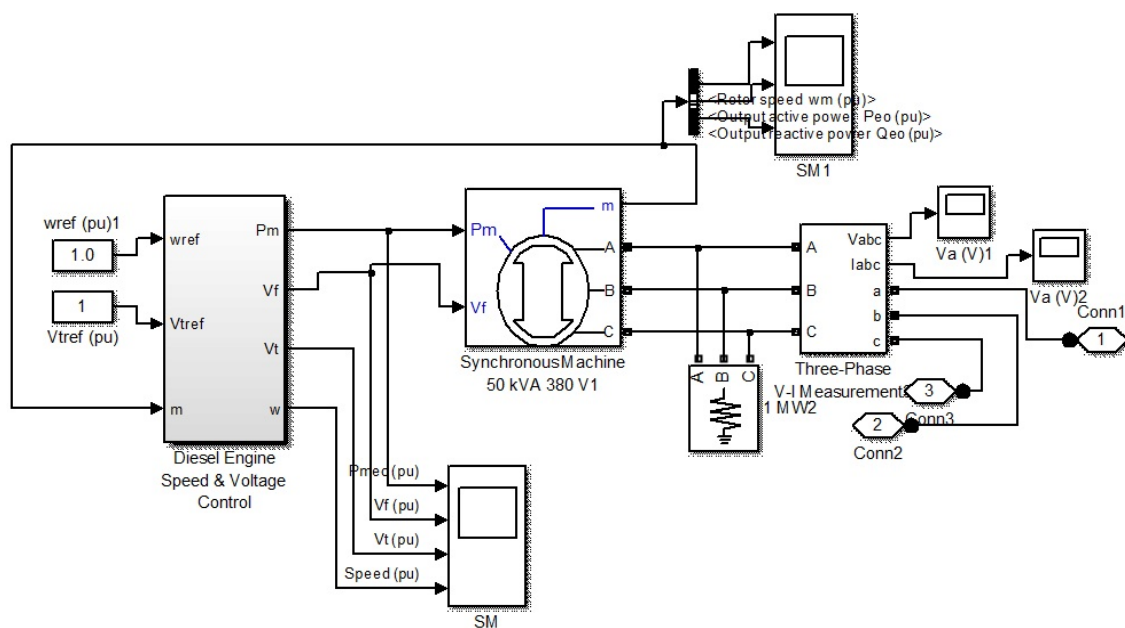 <Rotor speed wm (pu)>
<Output active power Peo (pu)>
<Output reactive power Qeo (pu)>
SM1
wref (pu)1
1.0
1
Vtref (pu)
wref
Vtref
m
Pm
Vf
Vt
w
Diesel Engine
Speed & Voltage
Control
Pm
Vf
m
A
B
C
Synchronous Machine
50 kVA 380 V1
A
B
C
1 MW2
A
B
C
Vabc
Iabc
a
b
c
Three-Phase
V-I Measurement
Va (V)1
Va (V)2
Conn1
1
3
Conn3
2
Conn2
Pmec (pu)
Vf (pu)
Vt (pu)
Speed (pu)
SM